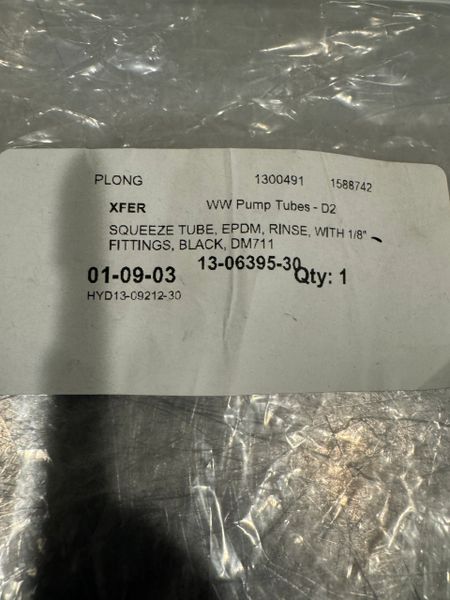 PLONG 1300491 1588742
XFER WW Pump Tubes - D2
SQUEEZE TUBE, EPDM, RINSE, WITH 1/8"
FITTINGS, BLACK, DM711
01-09-03 13-06395-30 Qty: 1
HYD13-09212-30